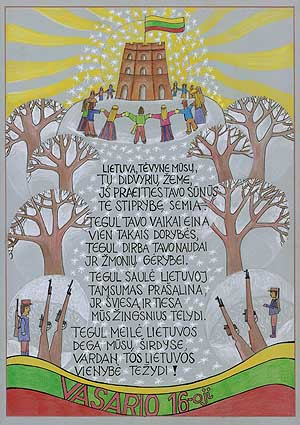 LIETUVA, TĖVYNE MŪSŲ,
TŲ DIDVYRIŲ ŽEME,
IŠ PRAEITIES TAVO SŪNŪS
TE STIPRYBĘ SEMIA.
TEGUL TAVO VAIKAI EINA
VIEN TAKAIS DORYBĖS,
TEGUL DIRBA TAVO NAUDAI
IR ŽMONIŲ GĖRYBEI.
TEGUL SAULĖ LIETUVOJ
TAMSUMAS PRAŠALINA,
IR ŠVIESA, IR TIESA
MŪS ŽINGSNIUS TELYDI.
TEGUL MEILĖ LIETUVOS
DEGA MŪSŲ ŠIRDYSE,
VARDAN TOS LIETUVOS
VIENYBĖ TEŽYDI!
VASARIO 16-oji